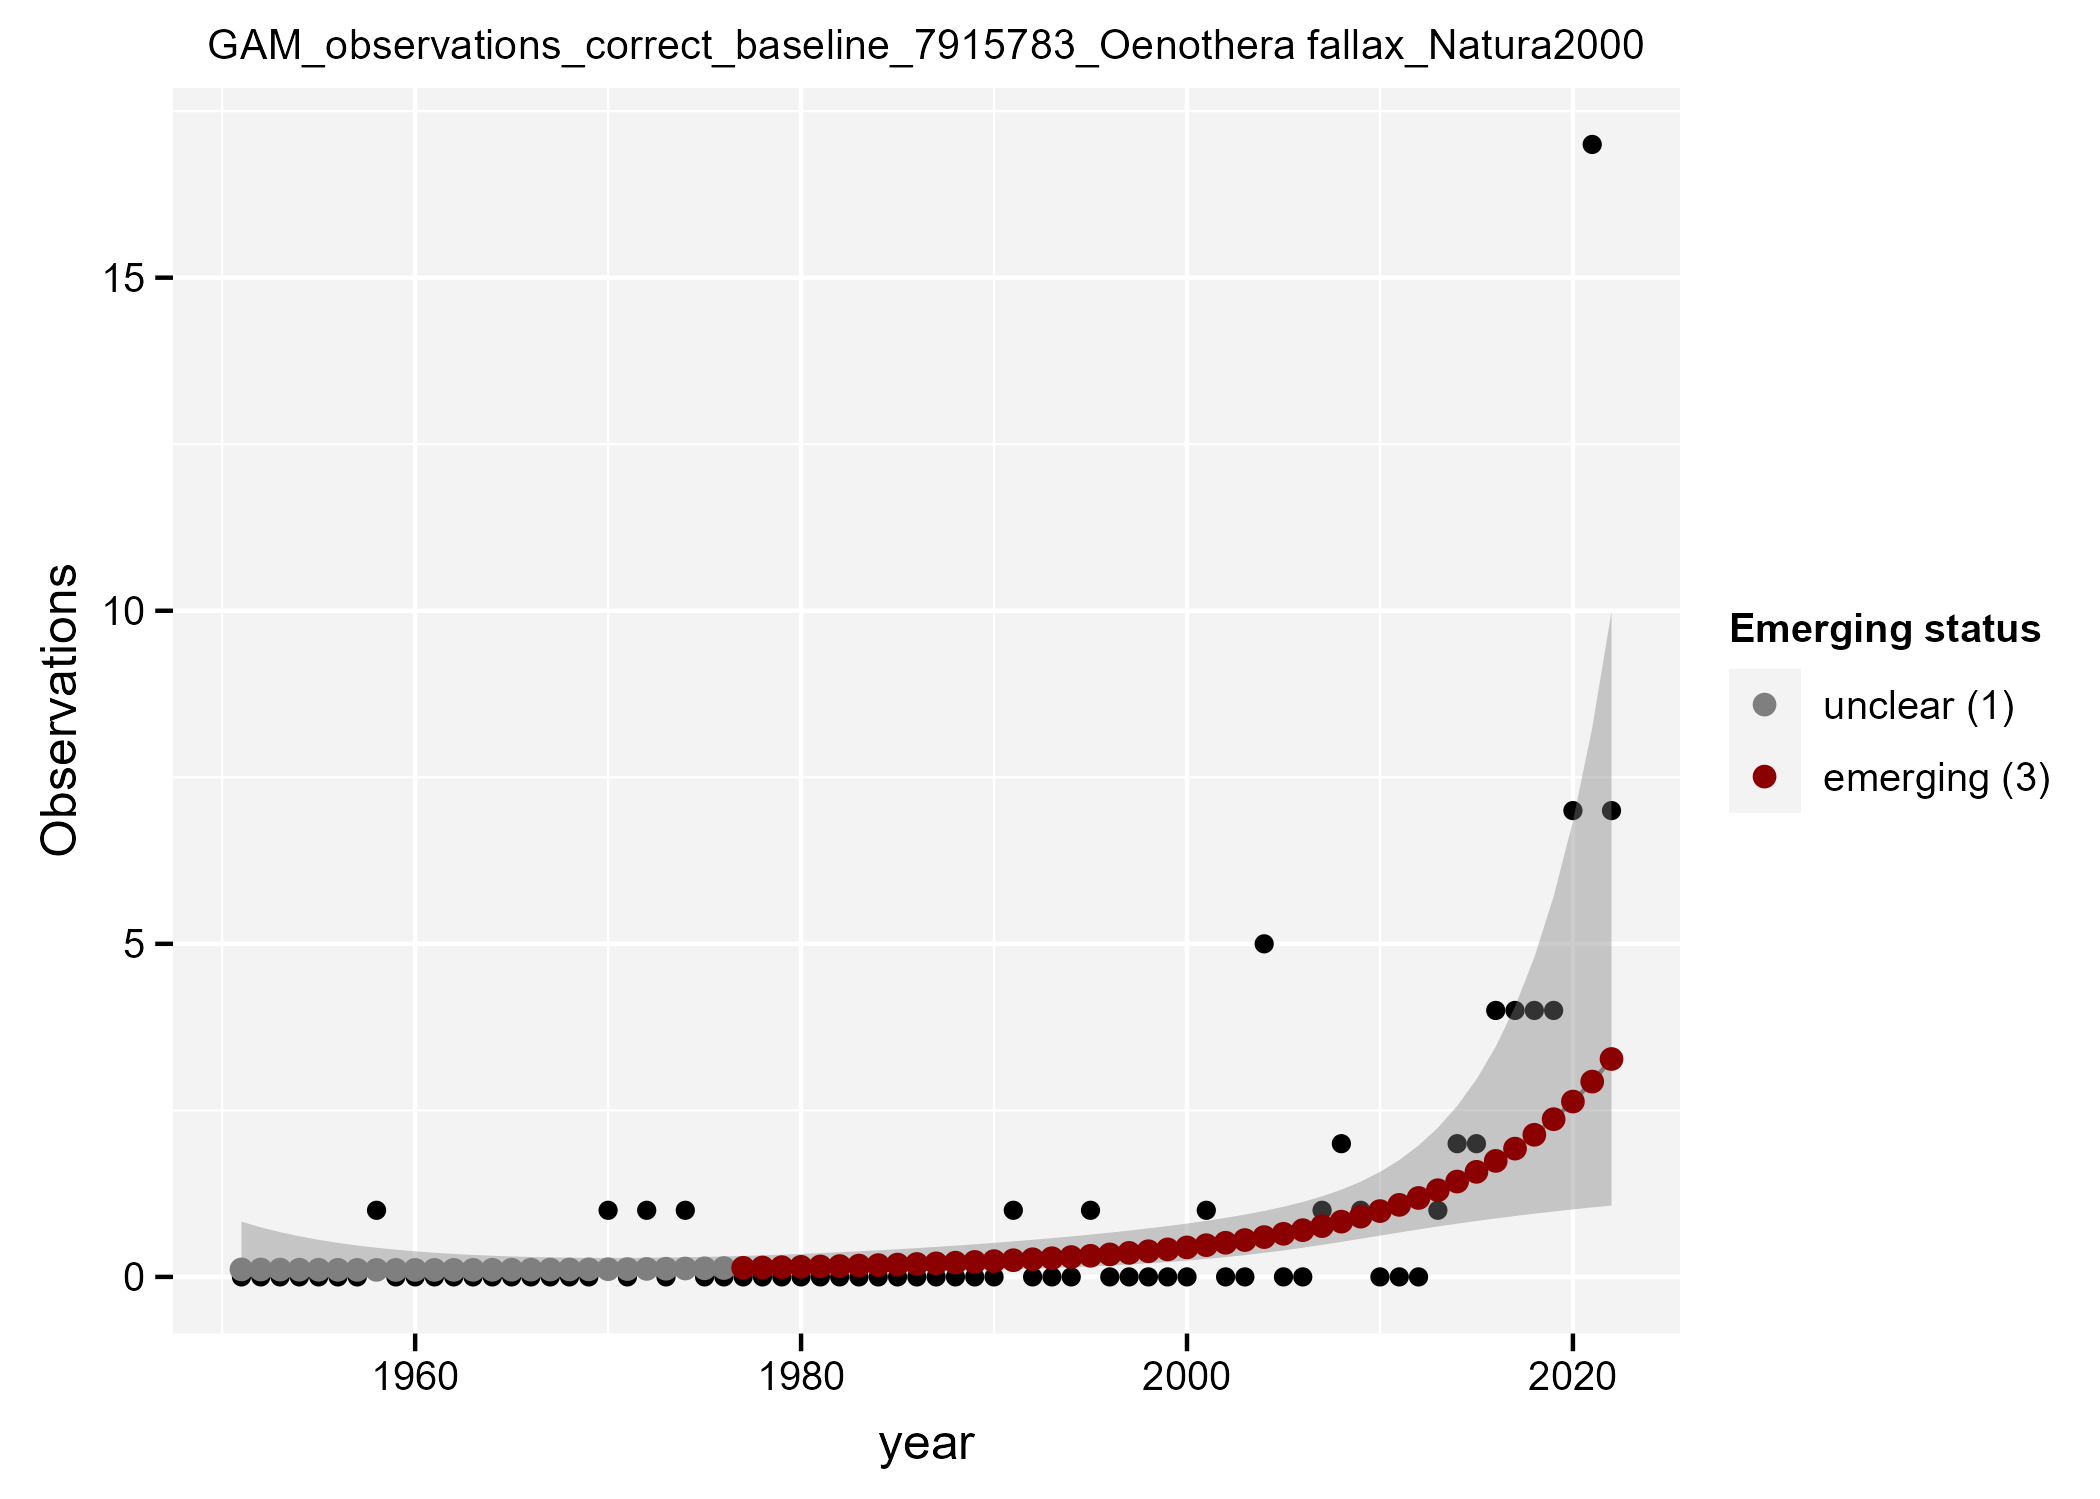 GAM_observations_correct_baseline_7915783_Oenothera fallax_Natura2000
Observations
15
10
5
0
1960
1980
2000
2020
year
Emerging status
unclear (1)
emerging (3)